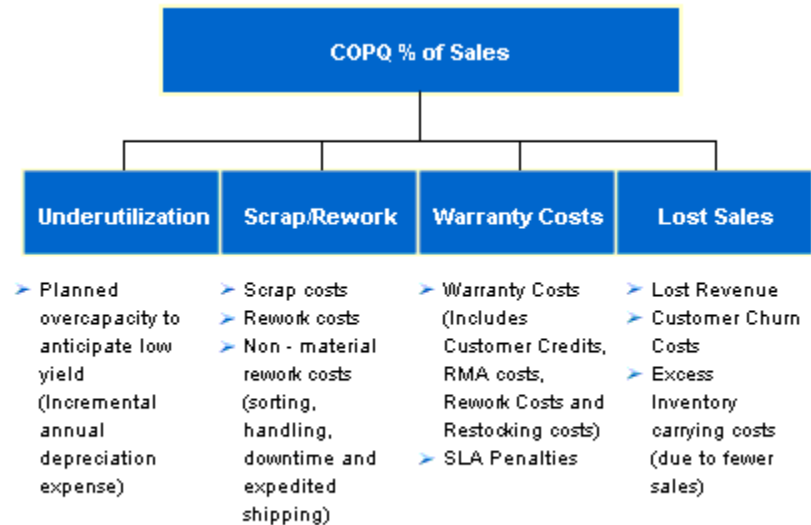 COPQ % of Sales
Underutilization
Scrap/Rework
Warranty Costs
Lost Sales
➢ Planned
overcapacity to
anticipate low
yield
(Incremental
annual
depreciation
expense)
➢ Scrap costs
➢ Rework costs
➢ Non - material
rework costs
(sorting,
handling,
downtime and
expedited
shipping)
➢ Warranty Costs
(Includes
Customer Credits,
RMA costs,
Rework Costs and
Restocking costs)
➢ SLA Penalties
➢ Lost Revenue
➢ Customer Churn
Costs
➢ Excess
Inventory
carrying costs
(due to fewer
sales)